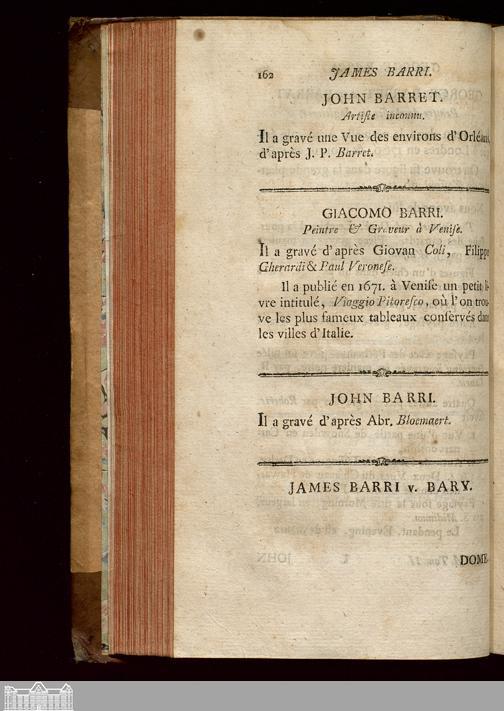 162 JAMES BARRI.
JOHN BARRET.
Artiſte inconnu.
Il a gravé une Vue des environs d'Orléans,
d'après J. P. Barret.
GIACOMO BARRI.
Peintre & Graveur à Veniſe.
Il a gravé d'après Giovan Coli, Filippe
Gherardi & Paul Veroneſe.
Il a publié en 1671. à Veniſe un petit li-
vre intitulé, Viaggio Pitoreſco, où l'on trou-
ve les plus fameux tableaux conſervés dans
les villes d'Italie.
JOHN BARRI.
Il a gravé d'après Abr. Bloemaert.
JAMES BARRI v. BARY.
DOME-